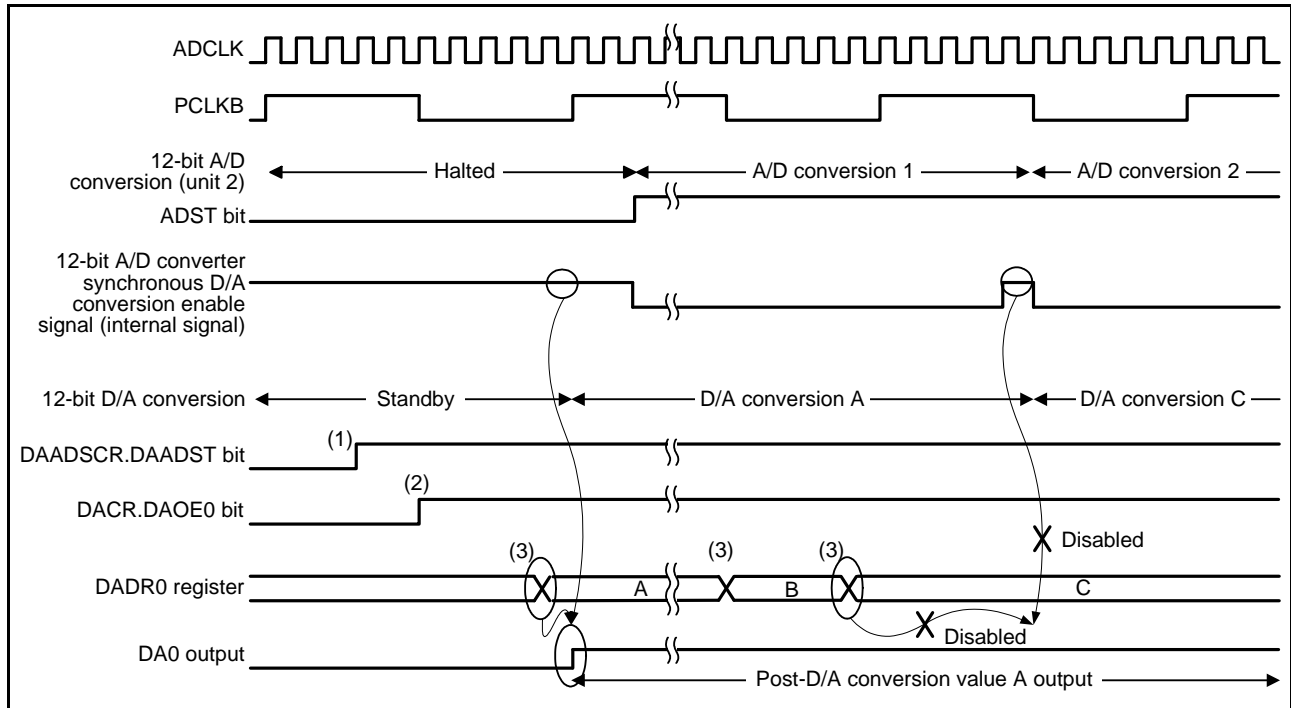 ADCLK
PCLKB
12-bit A/D
conversion (unit 2)
Halted
A/D conversion 1
A/D conversion 2
ADST bit
12-bit A/D converter
synchronous D/A
conversion enable
signal (internal signal)
12-bit D/A conversion
Standby
D/A conversion A
D/A conversion C
(1)
DAADSCR.DAADST bit
(2)
DACR.DAOE0 bit
Disabled
(3)
(3)
(3)
DADR0 register
A
B
C
Disabled
DA0 output
Post-D/A conversion value A output